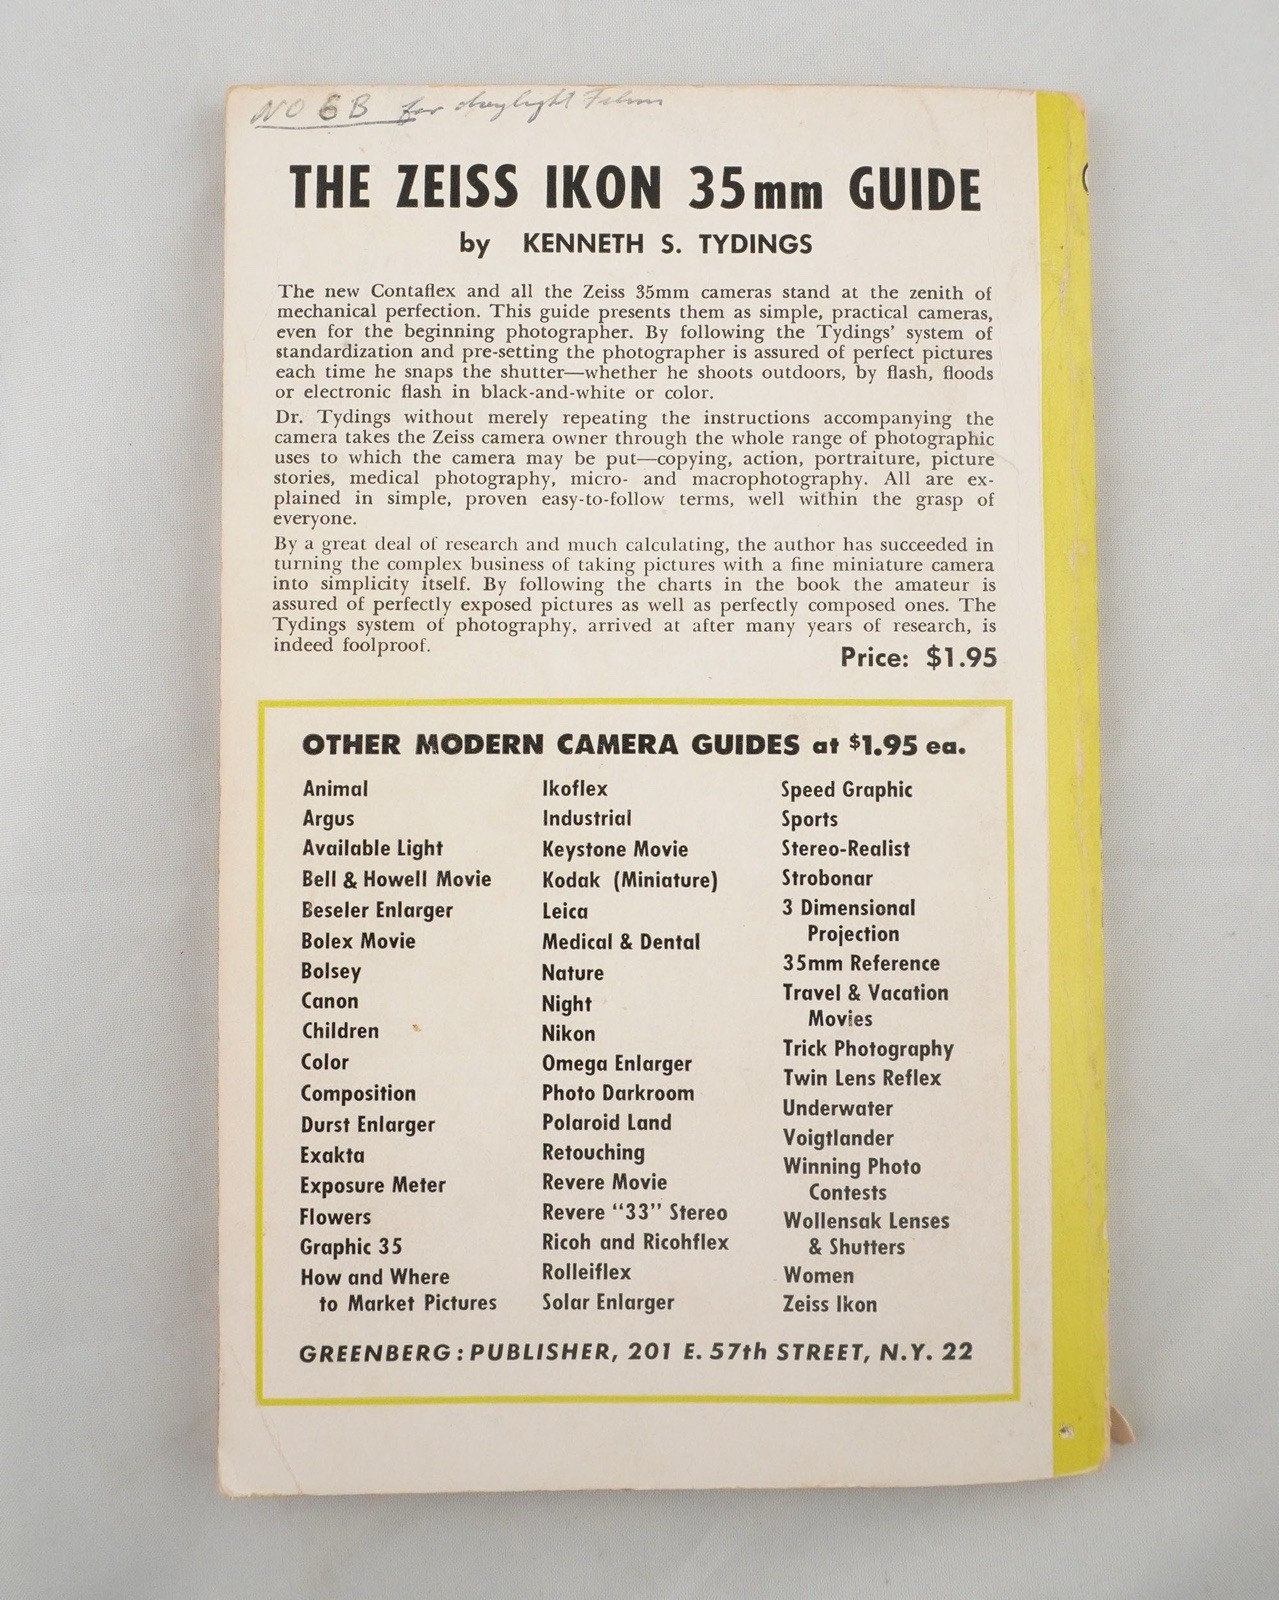 NO 6B for daylight Films
THE ZEISS IKON 35mm GUIDE
by KENNETH S. TYDINGS
The new Contaflex and all the Zeiss 35mm cameras stand at the zenith of
mechanical perfection. This guide presents them as simple, practical cameras,
even for the beginning photographer. By following the Tydings' system of
standardization and pre-setting the photographer is assured of perfect pictures
each time he snaps the shutter—whether he shoots outdoors, by flash, floods
or electronic flash in black-and-white or color.
Dr. Tydings without merely repeating the instructions accompanying the
camera takes the Zeiss camera owner through the whole range of photographic
uses to which the camera may be put—copying, action, portraiture, picture
stories, medical photography, micro- and macrophotography. All are ex-
plained in simple, proven easy-to-follow terms, well within the grasp of
everyone.
By a great deal of research and much calculating, the author has succeeded in
turning the complex business of taking pictures with a fine miniature camera
into simplicity itself. By following the charts in the book the amateur is
assured of perfectly exposed pictures as well as perfectly composed ones. The
Tydings system of photography, arrived at after many years of research, is
indeed foolproof.
Price: $1.95
OTHER MODERN CAMERA GUIDES at $1.95 ea.
Animal
Argus
Available Light
Bell & Howell Movie
Beseler Enlarger
Bolex Movie
Bolsey
Canon
Children
Color
Composition
Durst Enlarger
Exakta
Exposure Meter
Flowers
Graphic 35
How and Where
to Market Pictures
Ikoflex
Industrial
Keystone Movie
Kodak (Miniature)
Leica
Medical & Dental
Nature
Night
Nikon
Omega Enlarger
Photo Darkroom
Polaroid Land
Retouching
Revere Movie
Revere "33" Stereo
Ricoh and Ricohflex
Rolleiflex
Solar Enlarger
Speed Graphic
Sports
Stereo-Realist
Strobonar
3 Dimensional
Projection
35mm Reference
Travel & Vacation
Movies
Trick Photography
Twin Lens Reflex
Underwater
Voigtlander
Winning Photo
Contests
Wollensak Lenses
& Shutters
Women
Zeiss Ikon
GREENBERG: PUBLISHER, 201 E. 57th STREET, N.Y. 22